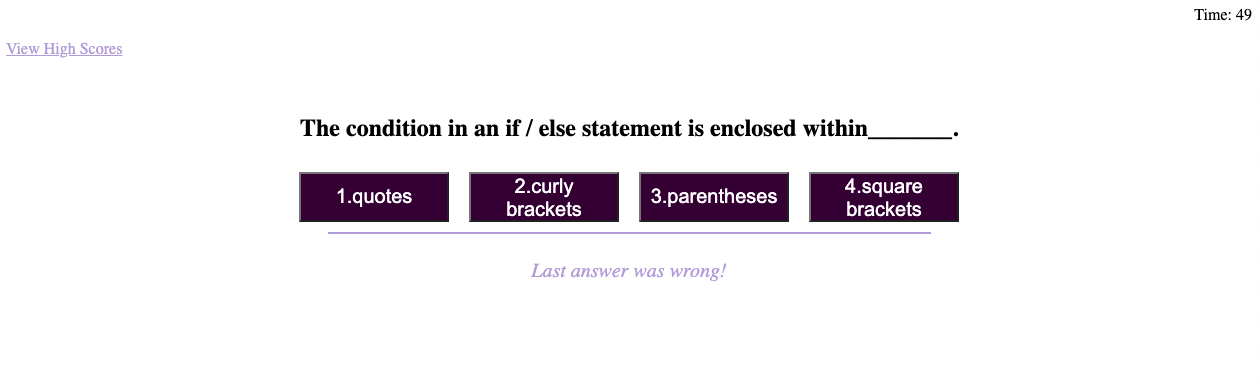 Time: 49
View High Scores
The condition in an if / else statement is enclosed within_______.
1.quotes
2.curly
brackets
3.parentheses
4.square
brackets
Last answer was wrong!